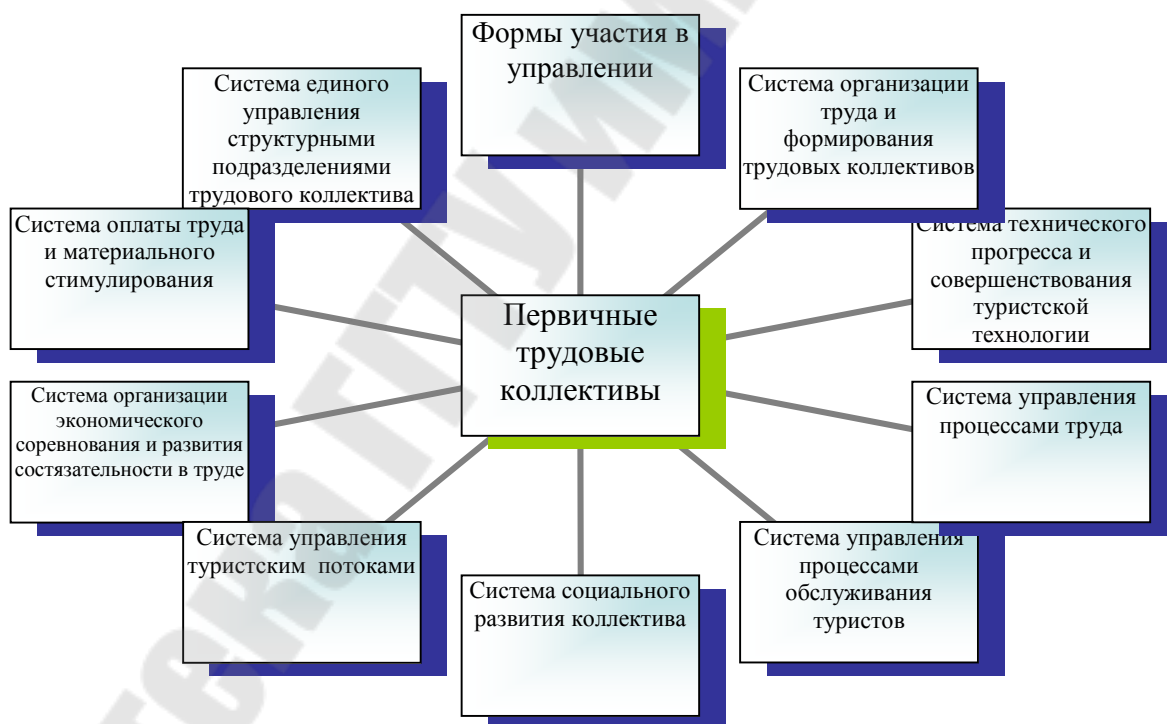 Формы участия в
управлении
Система организации
труда и
формирования
трудовых коллективов
Система технического
прогресса и
совершенствования
туристской
технологии
Система управления
процессами труда
Система управления
процессами
обслуживания
туристов
Система социального
развития коллектива
Система управления
туристским потоками
Система организации
экономического
соревнования и развития
состязательности в труде
Система оплаты труда
и материального
стимулирования
Система единого
управления
структурными
подразделениями
трудового коллектива
Первичные
трудовые
коллективы